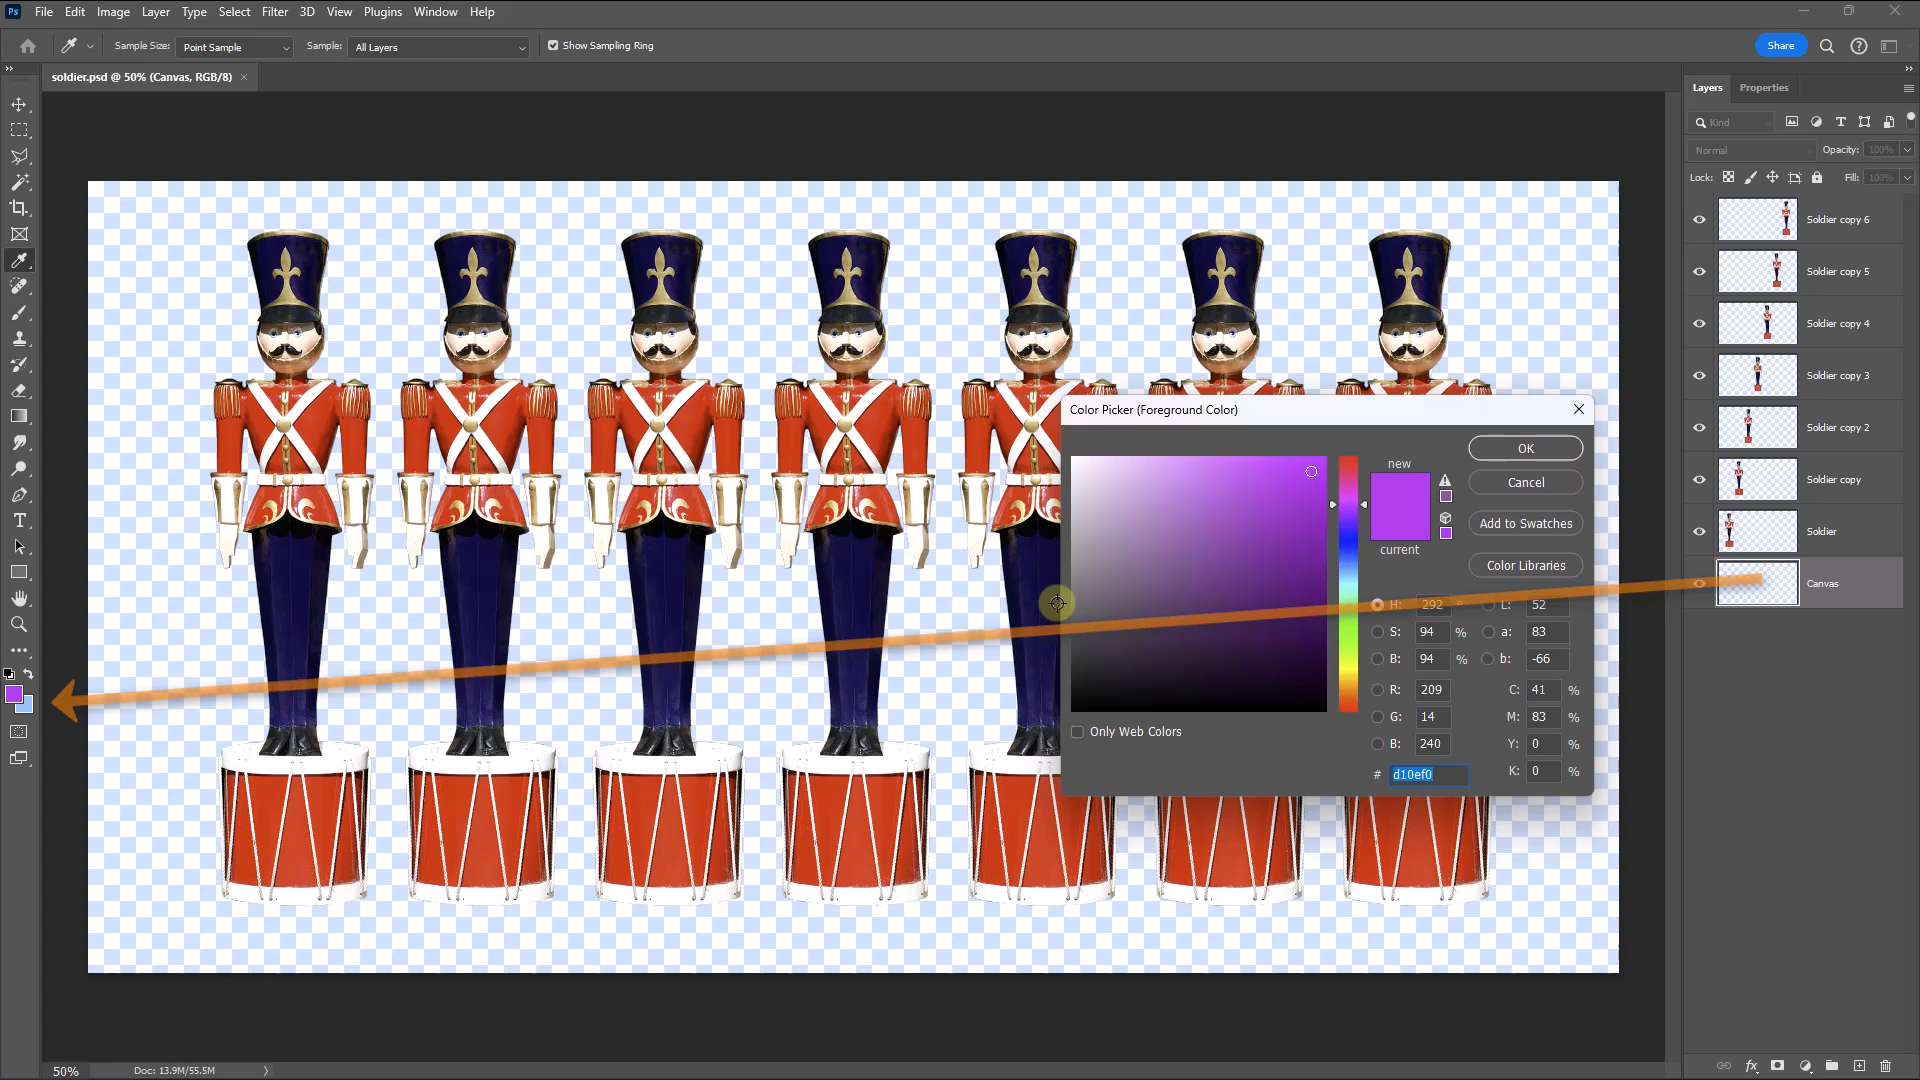 Ps File Edit Image Layer Type Select Filter 3D View Plugins Window Help
Sample Size: Point Sample Sample: All Layers Show Sampling Ring Share
soldier.psd @ 50% (Canvas, RGB/8) ×
Layers Properties
Kind
Normal Opacity: 100%
Lock: Fill: 100%
Soldier copy 6
Soldier copy 5
Soldier copy 4
Soldier copy 3
Soldier copy 2
Soldier copy
Soldier
Canvas
Color Picker (Foreground Color)
new
current
OK
Cancel
Add to Swatches
Color Libraries
H: 292 ° L: 52
S: 94 % a: 83
B: 94 % b: -66
R: 209 C: 41 %
G: 14 M: 83 %
B: 240 Y: 0 %
# d10ef0 K: 0 %
Only Web Colors
50% Doc: 13.9M/55.5M
fx